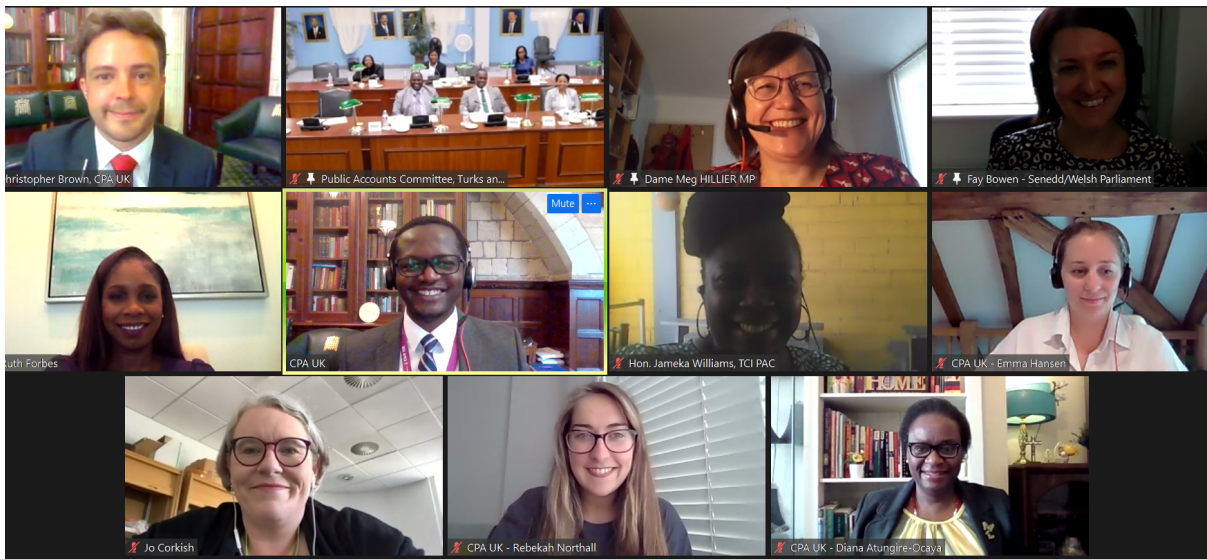 hristopher Brown, CPA UK
Public Accounts Committee, Turks an...
Dame Meg HILLIER MP
Fay Bowen - Senedd/Welsh Parliament
Ruth Forbes
Mute ...
CPA UK
Hon. Jameka Williams, TCI PAC
CPA UK - Emma Hansen
HOME
Jo Corkish
CPA UK - Rebekah Northall
CPA UK - Diana Atungire-Ocaya